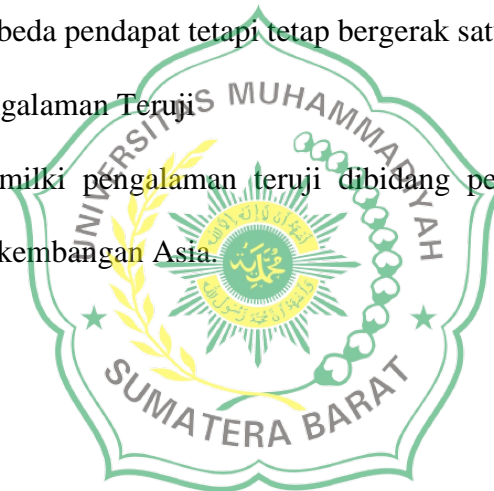 beda pendapat tetapi tetap bergerak sat
galaman Teruji
milki pengalaman teruji dibidang pe
kembangan Asia.
UNIVERSITAS MUHAMMADIYAH
محمدية
SUMATERA BARAT